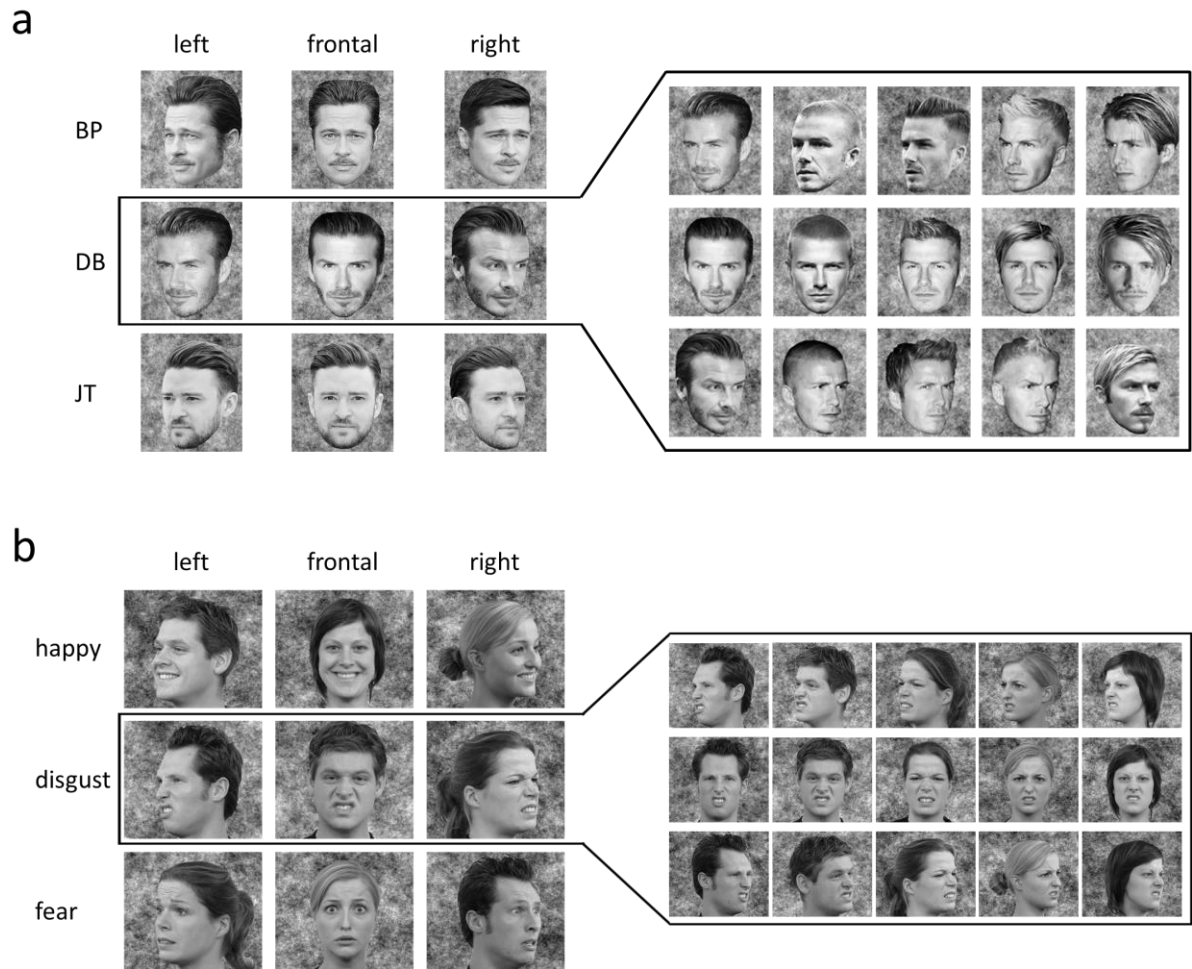 a
left frontal right
BP
DB
JT
b
left frontal right
happy
disgust
fear